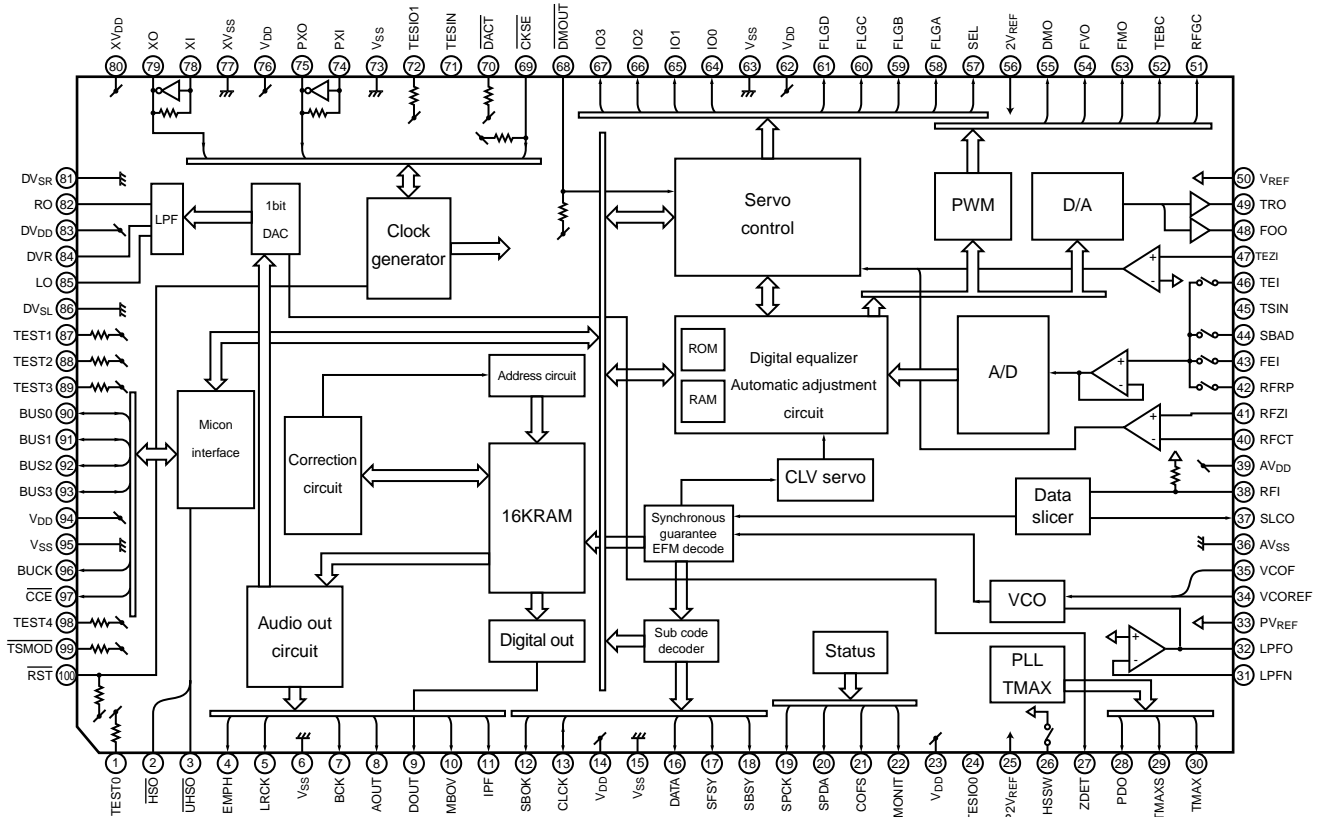 XVDD
XO
XI
XVSS
VDD
PXO
PXI
VSS
TESIO1
TESIN
DACT
CKSE
DMOUT
IO3
IO2
IO1
IO0
VSS
VDD
FLGD
FLGC
FLGB
FLGA
SEL
2VREF
DMO
FVO
FMO
TEBC
RFGC
80 79 78 77 76 75 74 73 72 71 70 69 68 67 66 65 64 63 62 61 60 59 58 57 56 55 54 53 52 51
DVSR 81
RO 82
DVDD 83
DVR 84
LO 85
DVSL 86
TEST1 87
TEST2 88
TEST3 89
BUS0 90
BUS1 91
BUS2 92
BUS3 93
VDD 94
VSS 95
BUCK 96
CCE 97
TEST4 98
TSMOD 99
RST 100
LPF
1bit
DAC
Clock
generator
Servo
control
PWM
D/A
ROM
RAM
Digital equalizer
Automatic adjustment
circuit
A/D
Address circuit
Micon
interface
Correction
circuit
16KRAM
CLV servo
Synchronous
guarantee
EFM decode
Data
slicer
VCO
Audio out
circuit
Digital out
Sub code
decoder
Status
PLL
TMAX
+
-
+
-
+
-
+
-
50 VREF
49 TRO
48 FOO
47 TEZI
46 TEI
45 TSIN
44 SBAD
43 FEI
42 RFRP
41 RFZI
40 RFCT
39 AVDD
38 RFI
37 SLCO
36 AVSS
35 VCOF
34 VCOREF
33 PVREF
32 LPFO
31 LPFN
1 2 3 4 5 6 7 8 9 10 11 12 13 14 15 16 17 18 19 20 21 22 23 24 25 26 27 28 29 30
TEST0
HSO
UHSO
EMPH
LRCK
VSS
BCK
AOUT
DOUT
MBOV
IPF
SBOK
CLCK
VDD
VSS
DATA
SFSY
SBSY
SPCK
SPDA
COFS
MONIT
VDD
TESIO0
P2VREF
HSSW
ZDET
PDO
TMAXS
TMAX